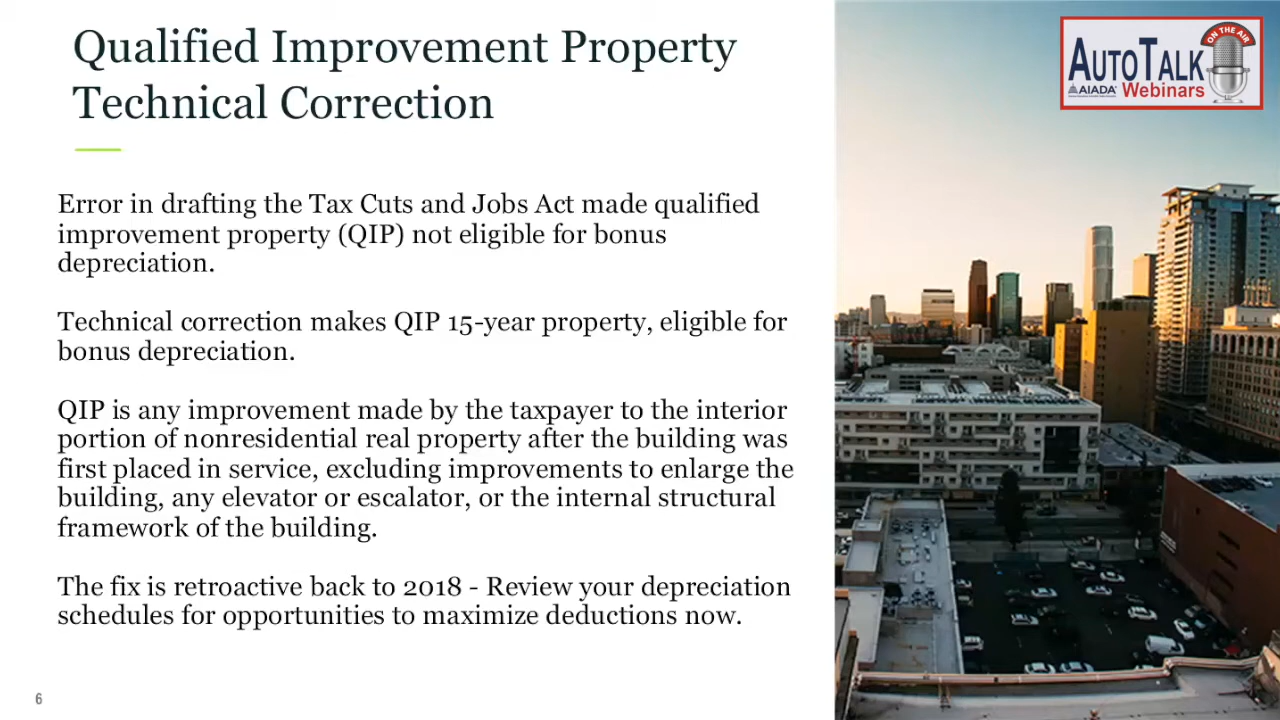 Qualified Improvement Property
Technical Correction
ON THE AIR
AUTOTALK
AIADA
Webinars
Error in drafting the Tax Cuts and Jobs Act made qualified
improvement property (QIP) not eligible for bonus
depreciation.
Technical correction makes QIP 15-year property, eligible for
bonus depreciation.
QIP is any improvement made by the taxpayer to the interior
portion of nonresidential real property after the building was
first placed in service, excluding improvements to enlarge the
building, any elevator or escalator, or the internal structural
framework of the building.
The fix is retroactive back to 2018 - Review your depreciation
schedules for opportunities to maximize deductions now.
6